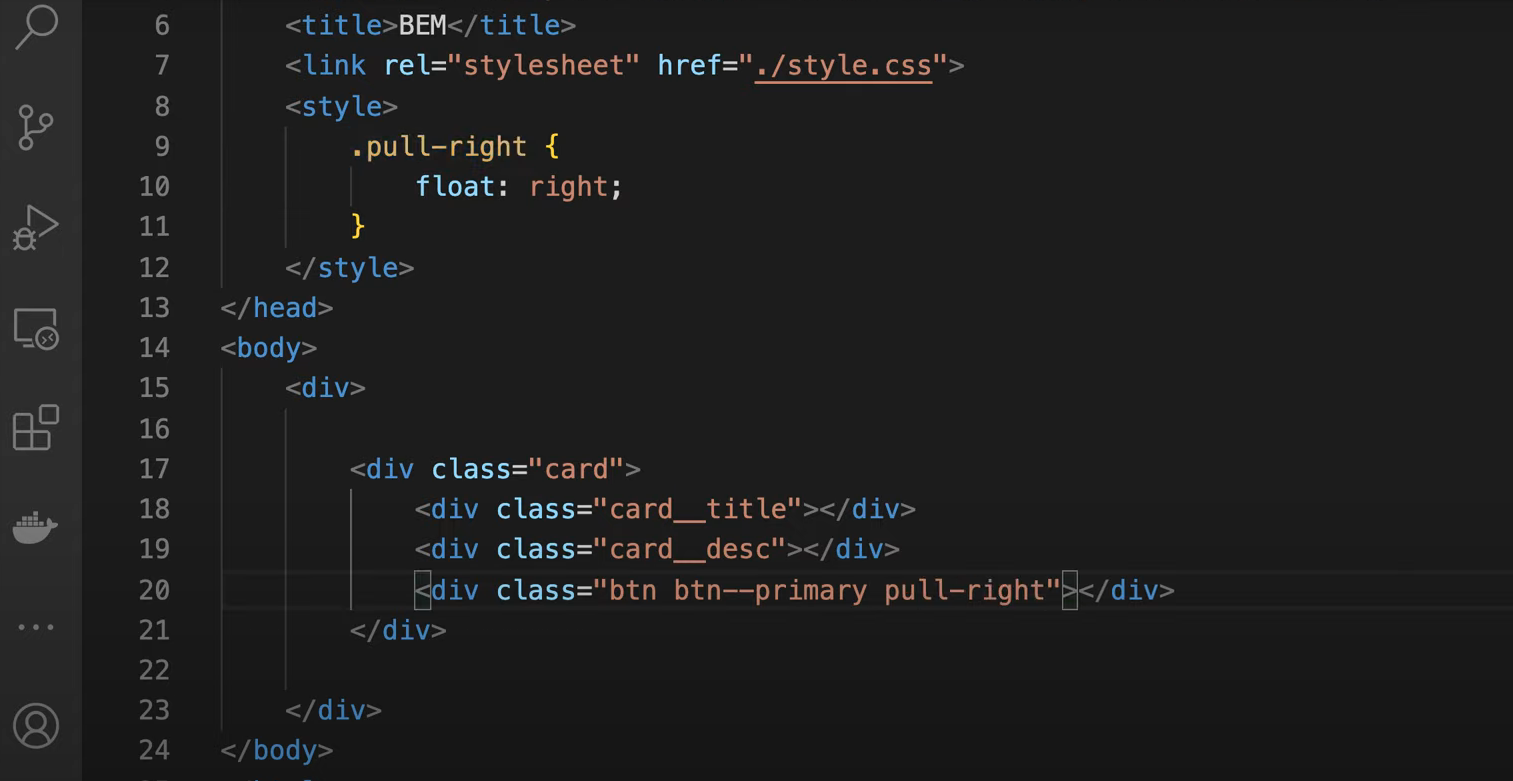 6 <title>BEM</title>
7 <link rel="stylesheet" href="./style.css">
8 <style>
9 .pull-right {
10 float: right;
11 }
12 </style>
13 </head>
14 <body>
15 <div>
16
17 <div class="card">
18 <div class="card__title"></div>
19 <div class="card__desc"></div>
20 <div class="btn btn--primary pull-right"></div>
21 </div>
22
23 </div>
24 </body>